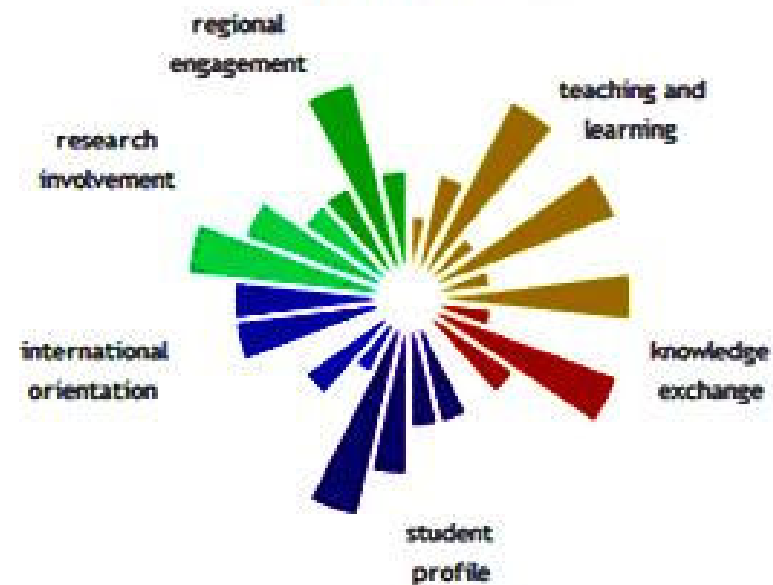 regional
engagement
teaching and
learning
research
involvement
international
orientation
knowledge
exchange
student
profile